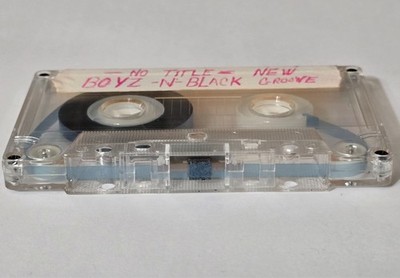 - NO TITLE - NEW
BOYZ -N- BLACK GROOVE